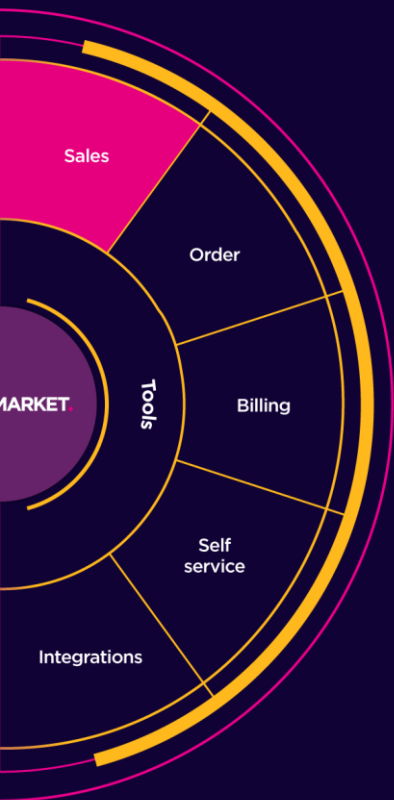 Sales
Order
MARKET.
Tools
Billing
Self
service
Integrations